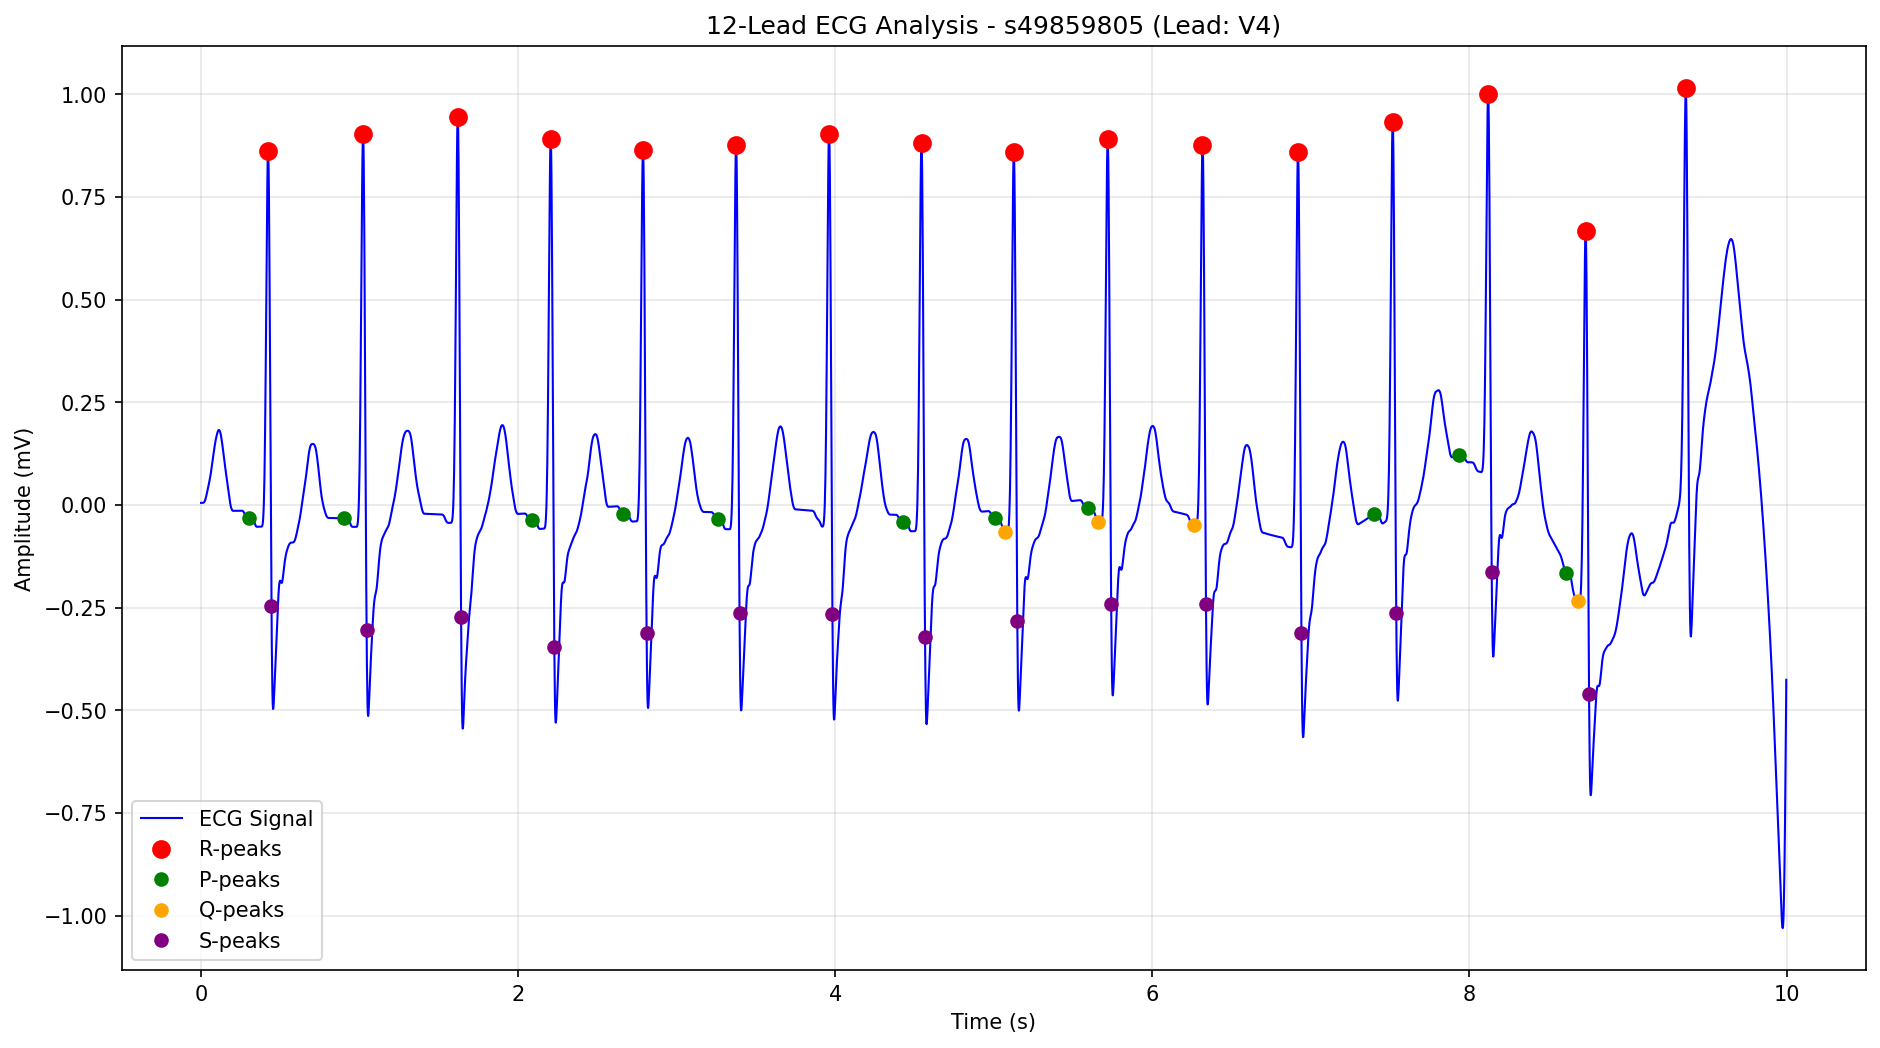 12-Lead ECG Analysis - s49859805 (Lead: V4)
Amplitude (mV)
1.00
0.75
0.50
0.25
0.00
−0.25
−0.50
−0.75
−1.00
ECG Signal
R-peaks
P-peaks
Q-peaks
S-peaks
0 2 4 6 8 10
Time (s)